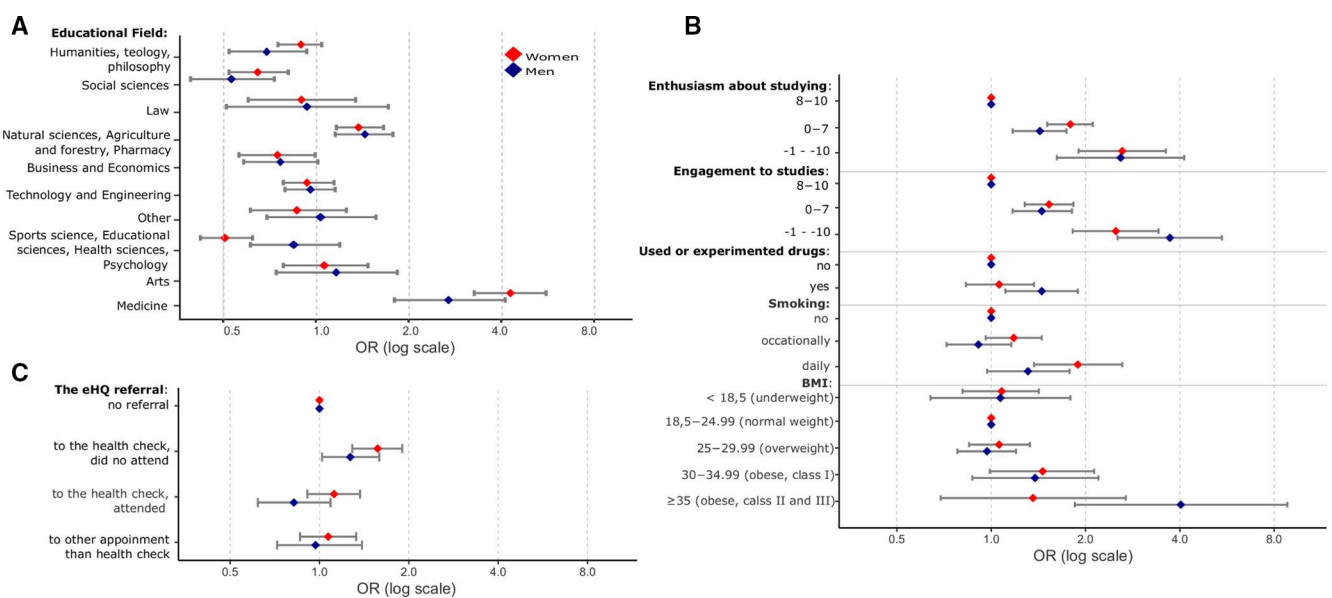 A
Educational Field:
Humanities, teology,
philosophy
Social sciences
Law
Natural sciences, Agriculture
and forestry, Pharmacy
Business and Economics
Technology and Engineering
Other
Sports science, Educational
sciences, Health sciences,
Psychology
Arts
Medicine
Women
Men
0.5 1.0 2.0 4.0 8.0
OR (log scale)
B
Enthusiasm about studying:
8−10
0−7
-1 - -10
Engagement to studies:
8−10
0−7
-1 - -10
Used or experimented drugs:
no
yes
Smoking:
no
occationally
daily
BMI:
< 18,5 (underweight)
18,5−24.99 (normal weight)
25−29.99 (overweight)
30−34.99 (obese, class I)
≥35 (obese, calss II and III)
0.5 1.0 2.0 4.0 8.0
OR (log scale)
C
The eHQ referral:
no referral
to the health check,
did no attend
to the health check,
attended
to other appoinment
than health check
0.5 1.0 2.0 4.0 8.0
OR (log scale)